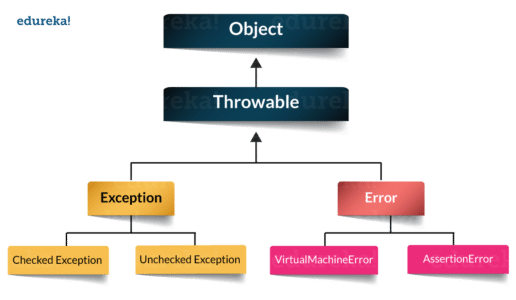 edureka!
Object
Throwable
Exception
Error
Checked Exception
Unchecked Exception
VirtualMachineError
AssertionError